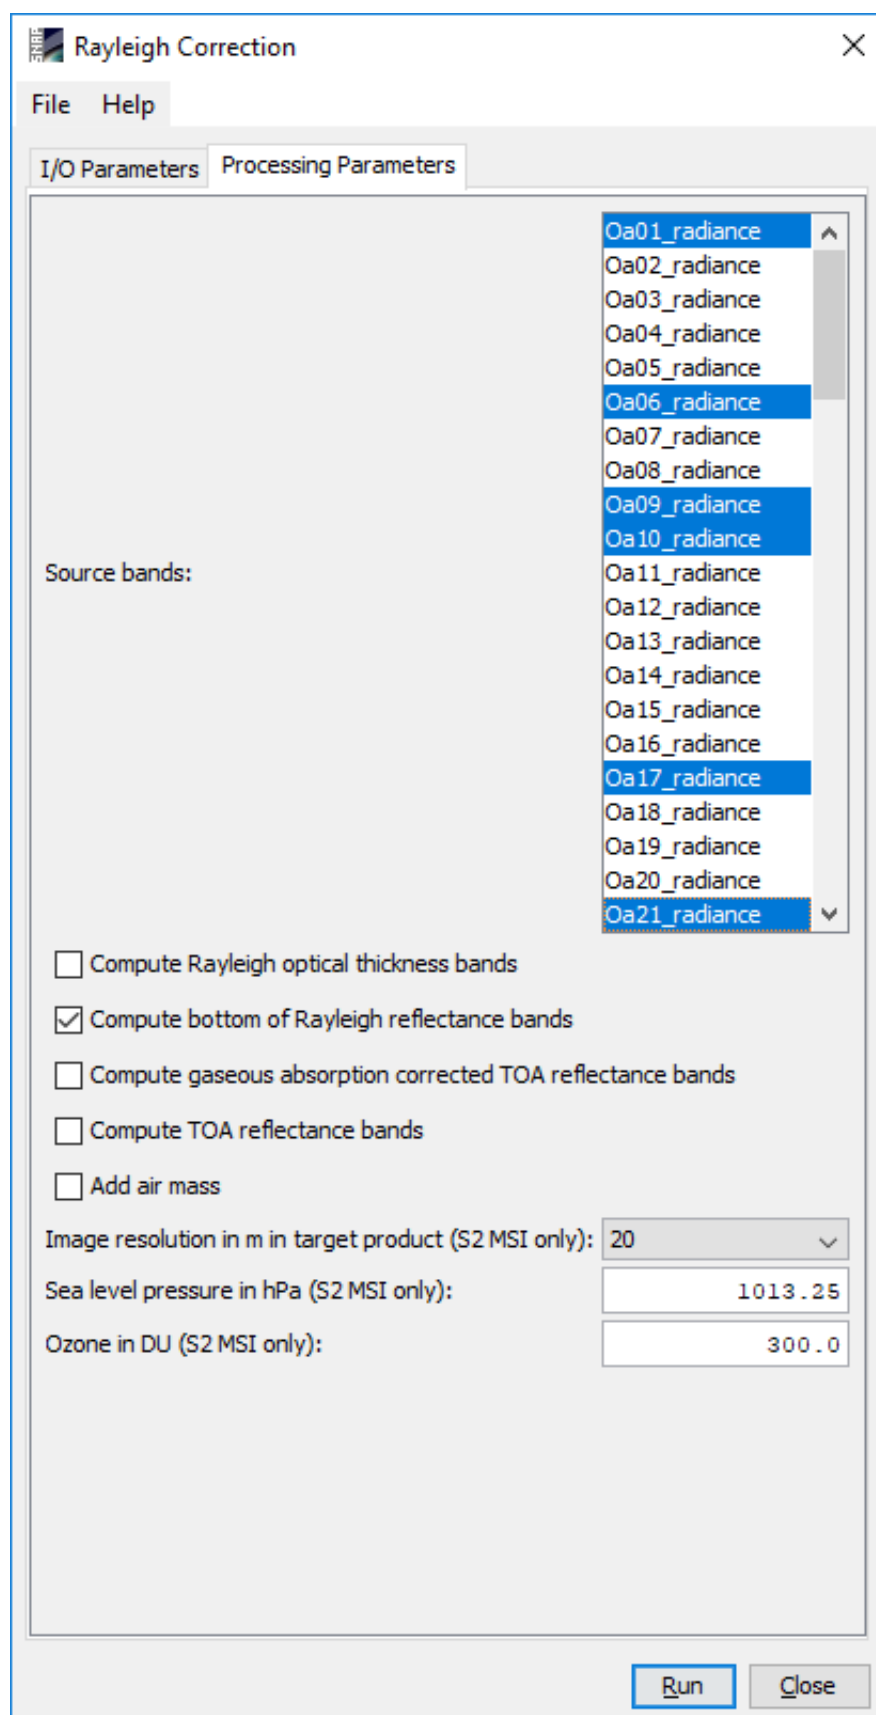 SNAP
Rayleigh Correction
File Help
I/O Parameters Processing Parameters
Oa01_radiance
Oa02_radiance
Oa03_radiance
Oa04_radiance
Oa05_radiance
Oa06_radiance
Oa07_radiance
Oa08_radiance
Oa09_radiance
Oa10_radiance
Source bands: Oa11_radiance
Oa12_radiance
Oa13_radiance
Oa14_radiance
Oa15_radiance
Oa16_radiance
Oa17_radiance
Oa18_radiance
Oa19_radiance
Oa20_radiance
Oa21_radiance
Compute Rayleigh optical thickness bands
Compute bottom of Rayleigh reflectance bands
Compute gaseous absorption corrected TOA reflectance bands
Compute TOA reflectance bands
Add air mass
Image resolution in m in target product (S2 MSI only): 20
Sea level pressure in hPa (S2 MSI only): 1013.25
Ozone in DU (S2 MSI only): 300.0
Run Close